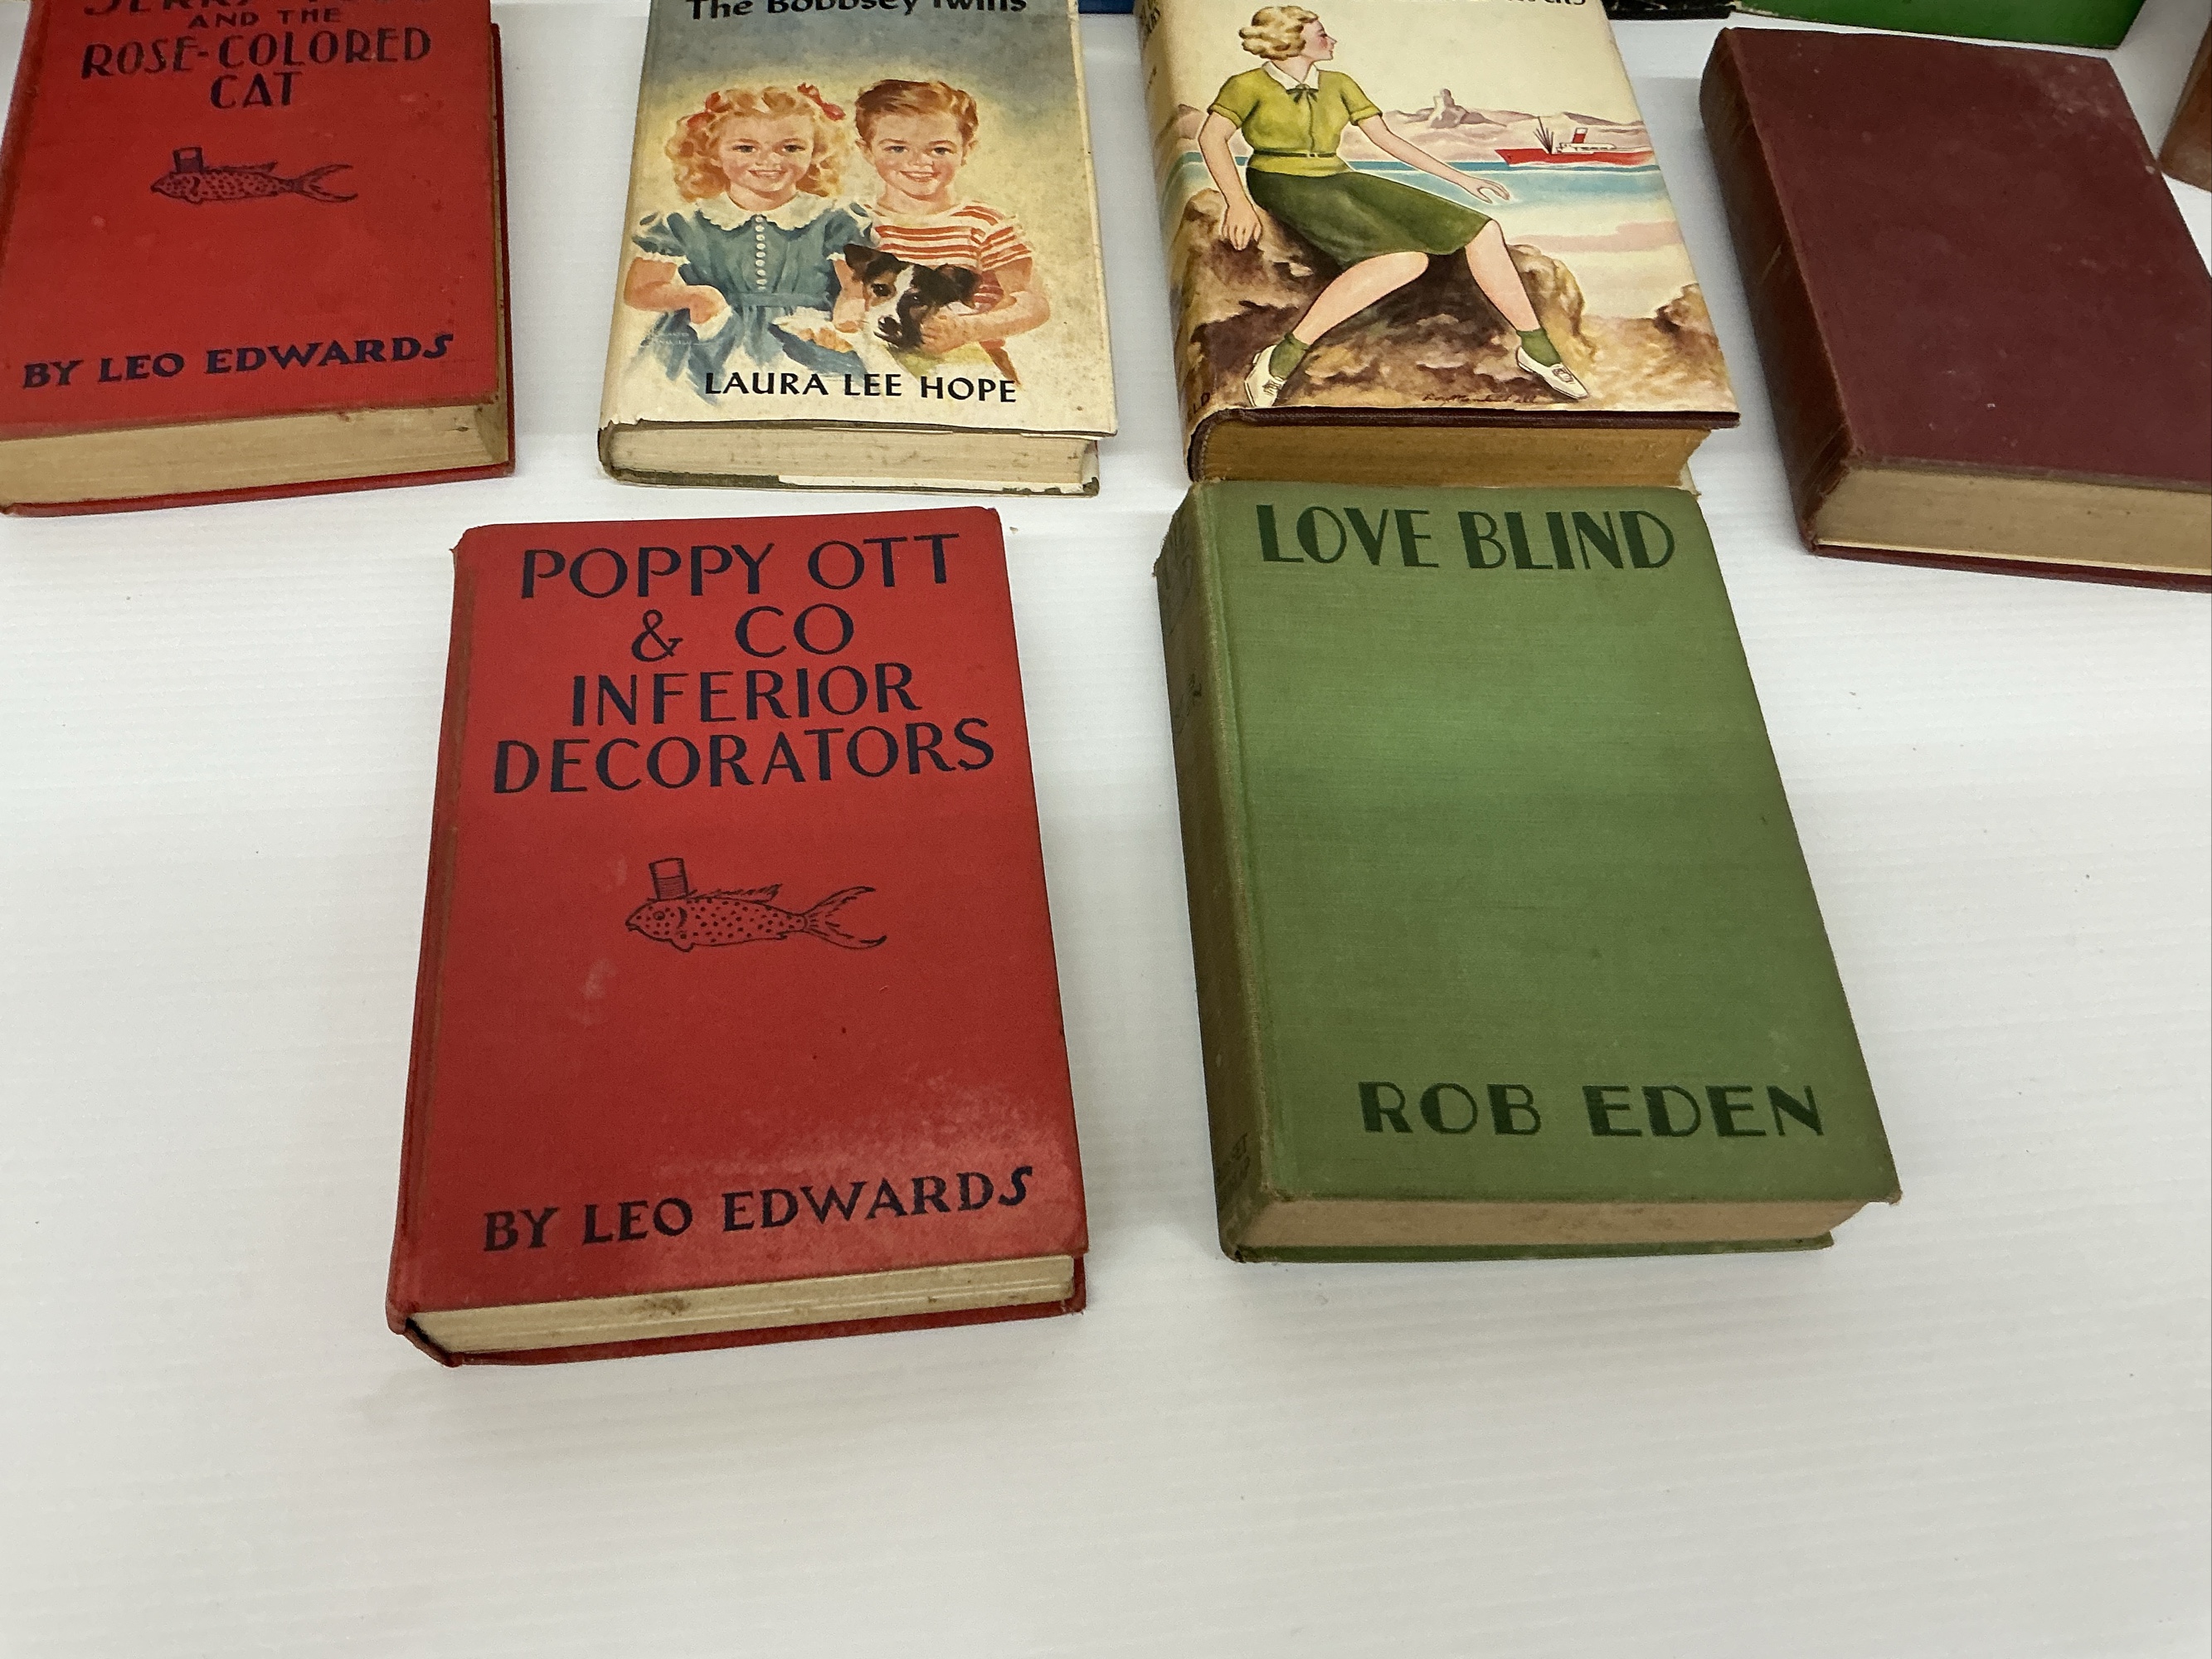 AND THE
ROSE-COLORED
CAT
BY LEO EDWARDS
The Bobbsey Twins
LAURA LEE HOPE
POPPY OTT
& CO
INFERIOR
DECORATORS
BY LEO EDWARDS
LOVE BLIND
ROB EDEN